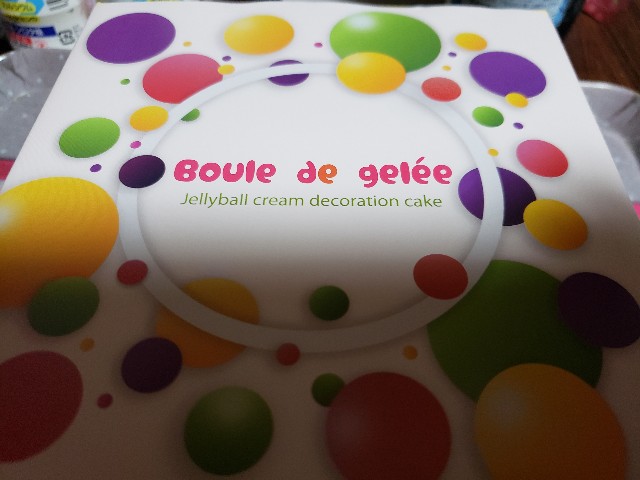 Boule de gelée
Jellyball cream decoration cake